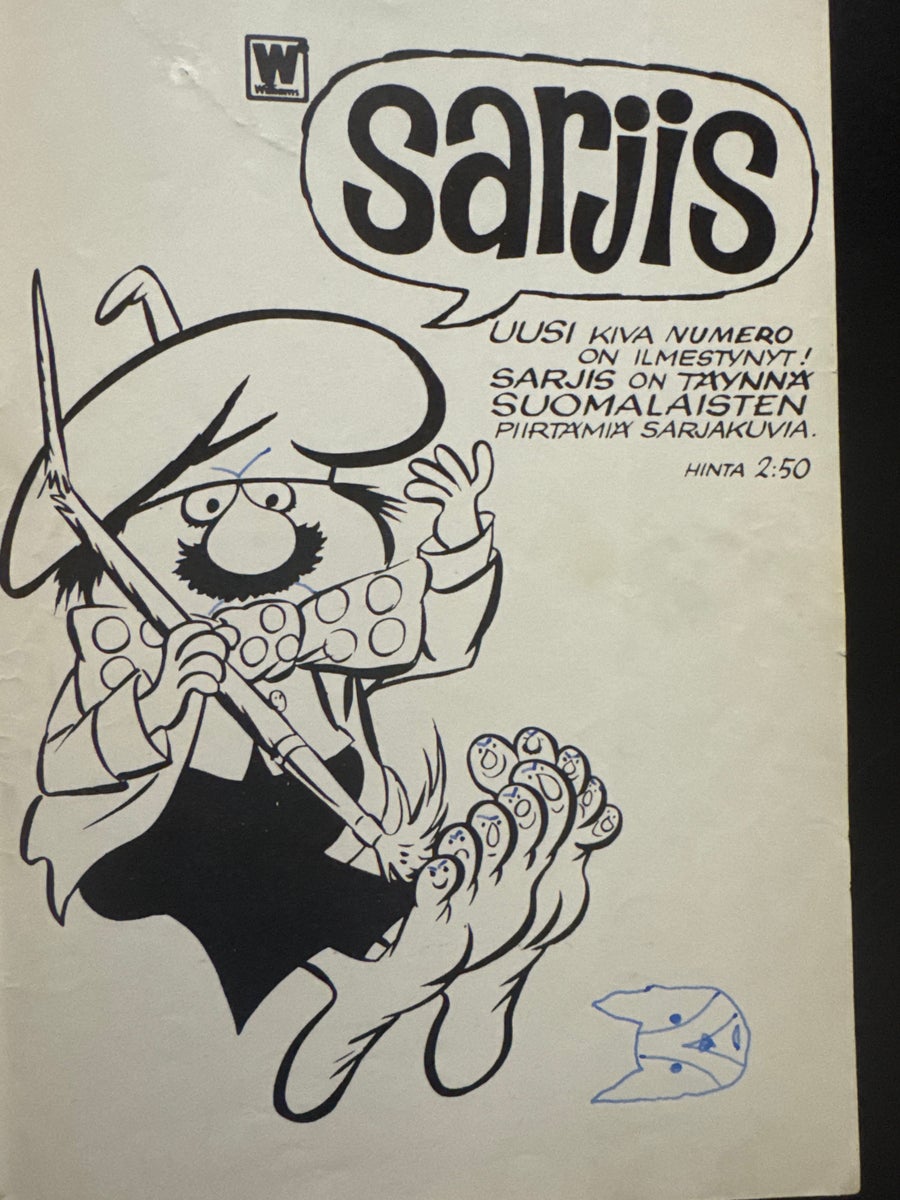 W
Williams
sarjis
UUSI KIVA NUMERO
ON ILMESTYNYT!
SARJIS ON TÄYNNÄ
SUOMALAISTEN
PIIRTÄMIÄ SARJAKUVIA.
HINTA 2:50